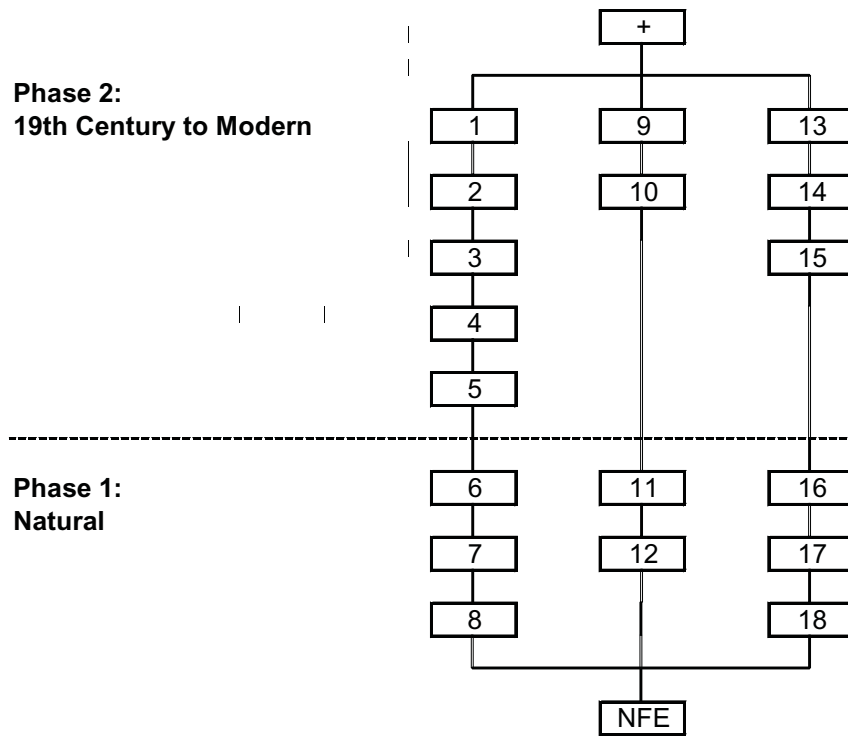 +
Phase 2:
19th Century to Modern
1 9 13
2 10 14
3 15
4
5
Phase 1:
Natural
6 11 16
7 12 17
8 18
NFE